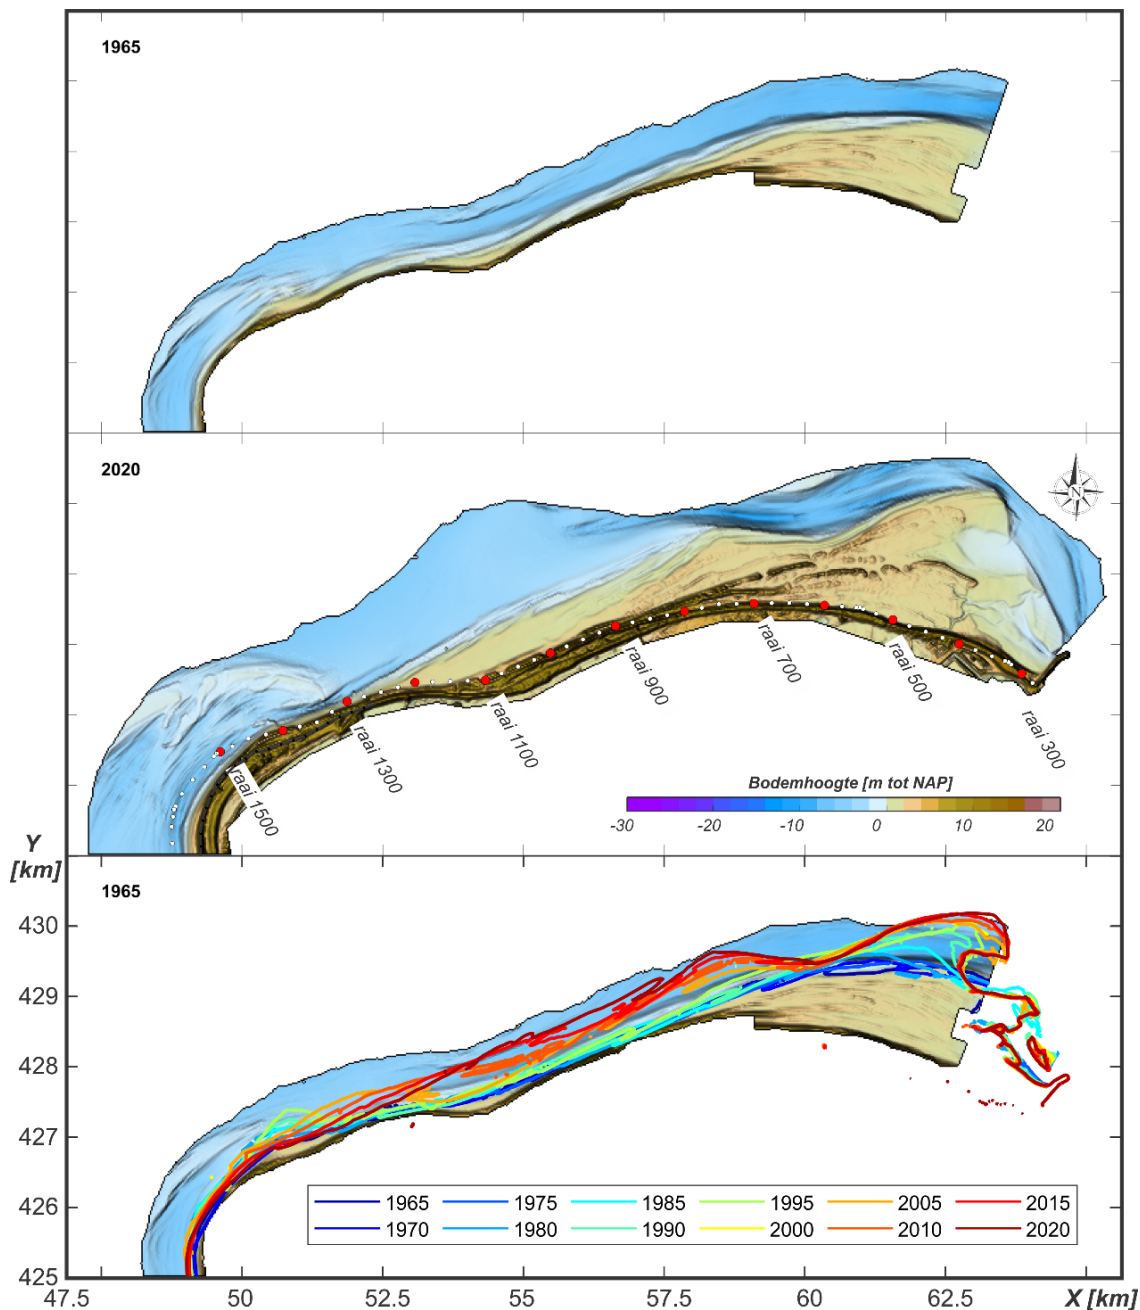 1965
2020
N
raai 300
raai 500
raai 700
raai 900
raai 1100
raai 1300
raai 1500
Bodemhoogte [m tot NAP]
-30 -20 -10 0 10 20
Y
[km]
1965
430
429
428
427
426
425
1965 1975 1985 1995 2005 2015
1970 1980 1990 2000 2010 2020
47.5 50 52.5 55 57.5 60 62.5 X [km]